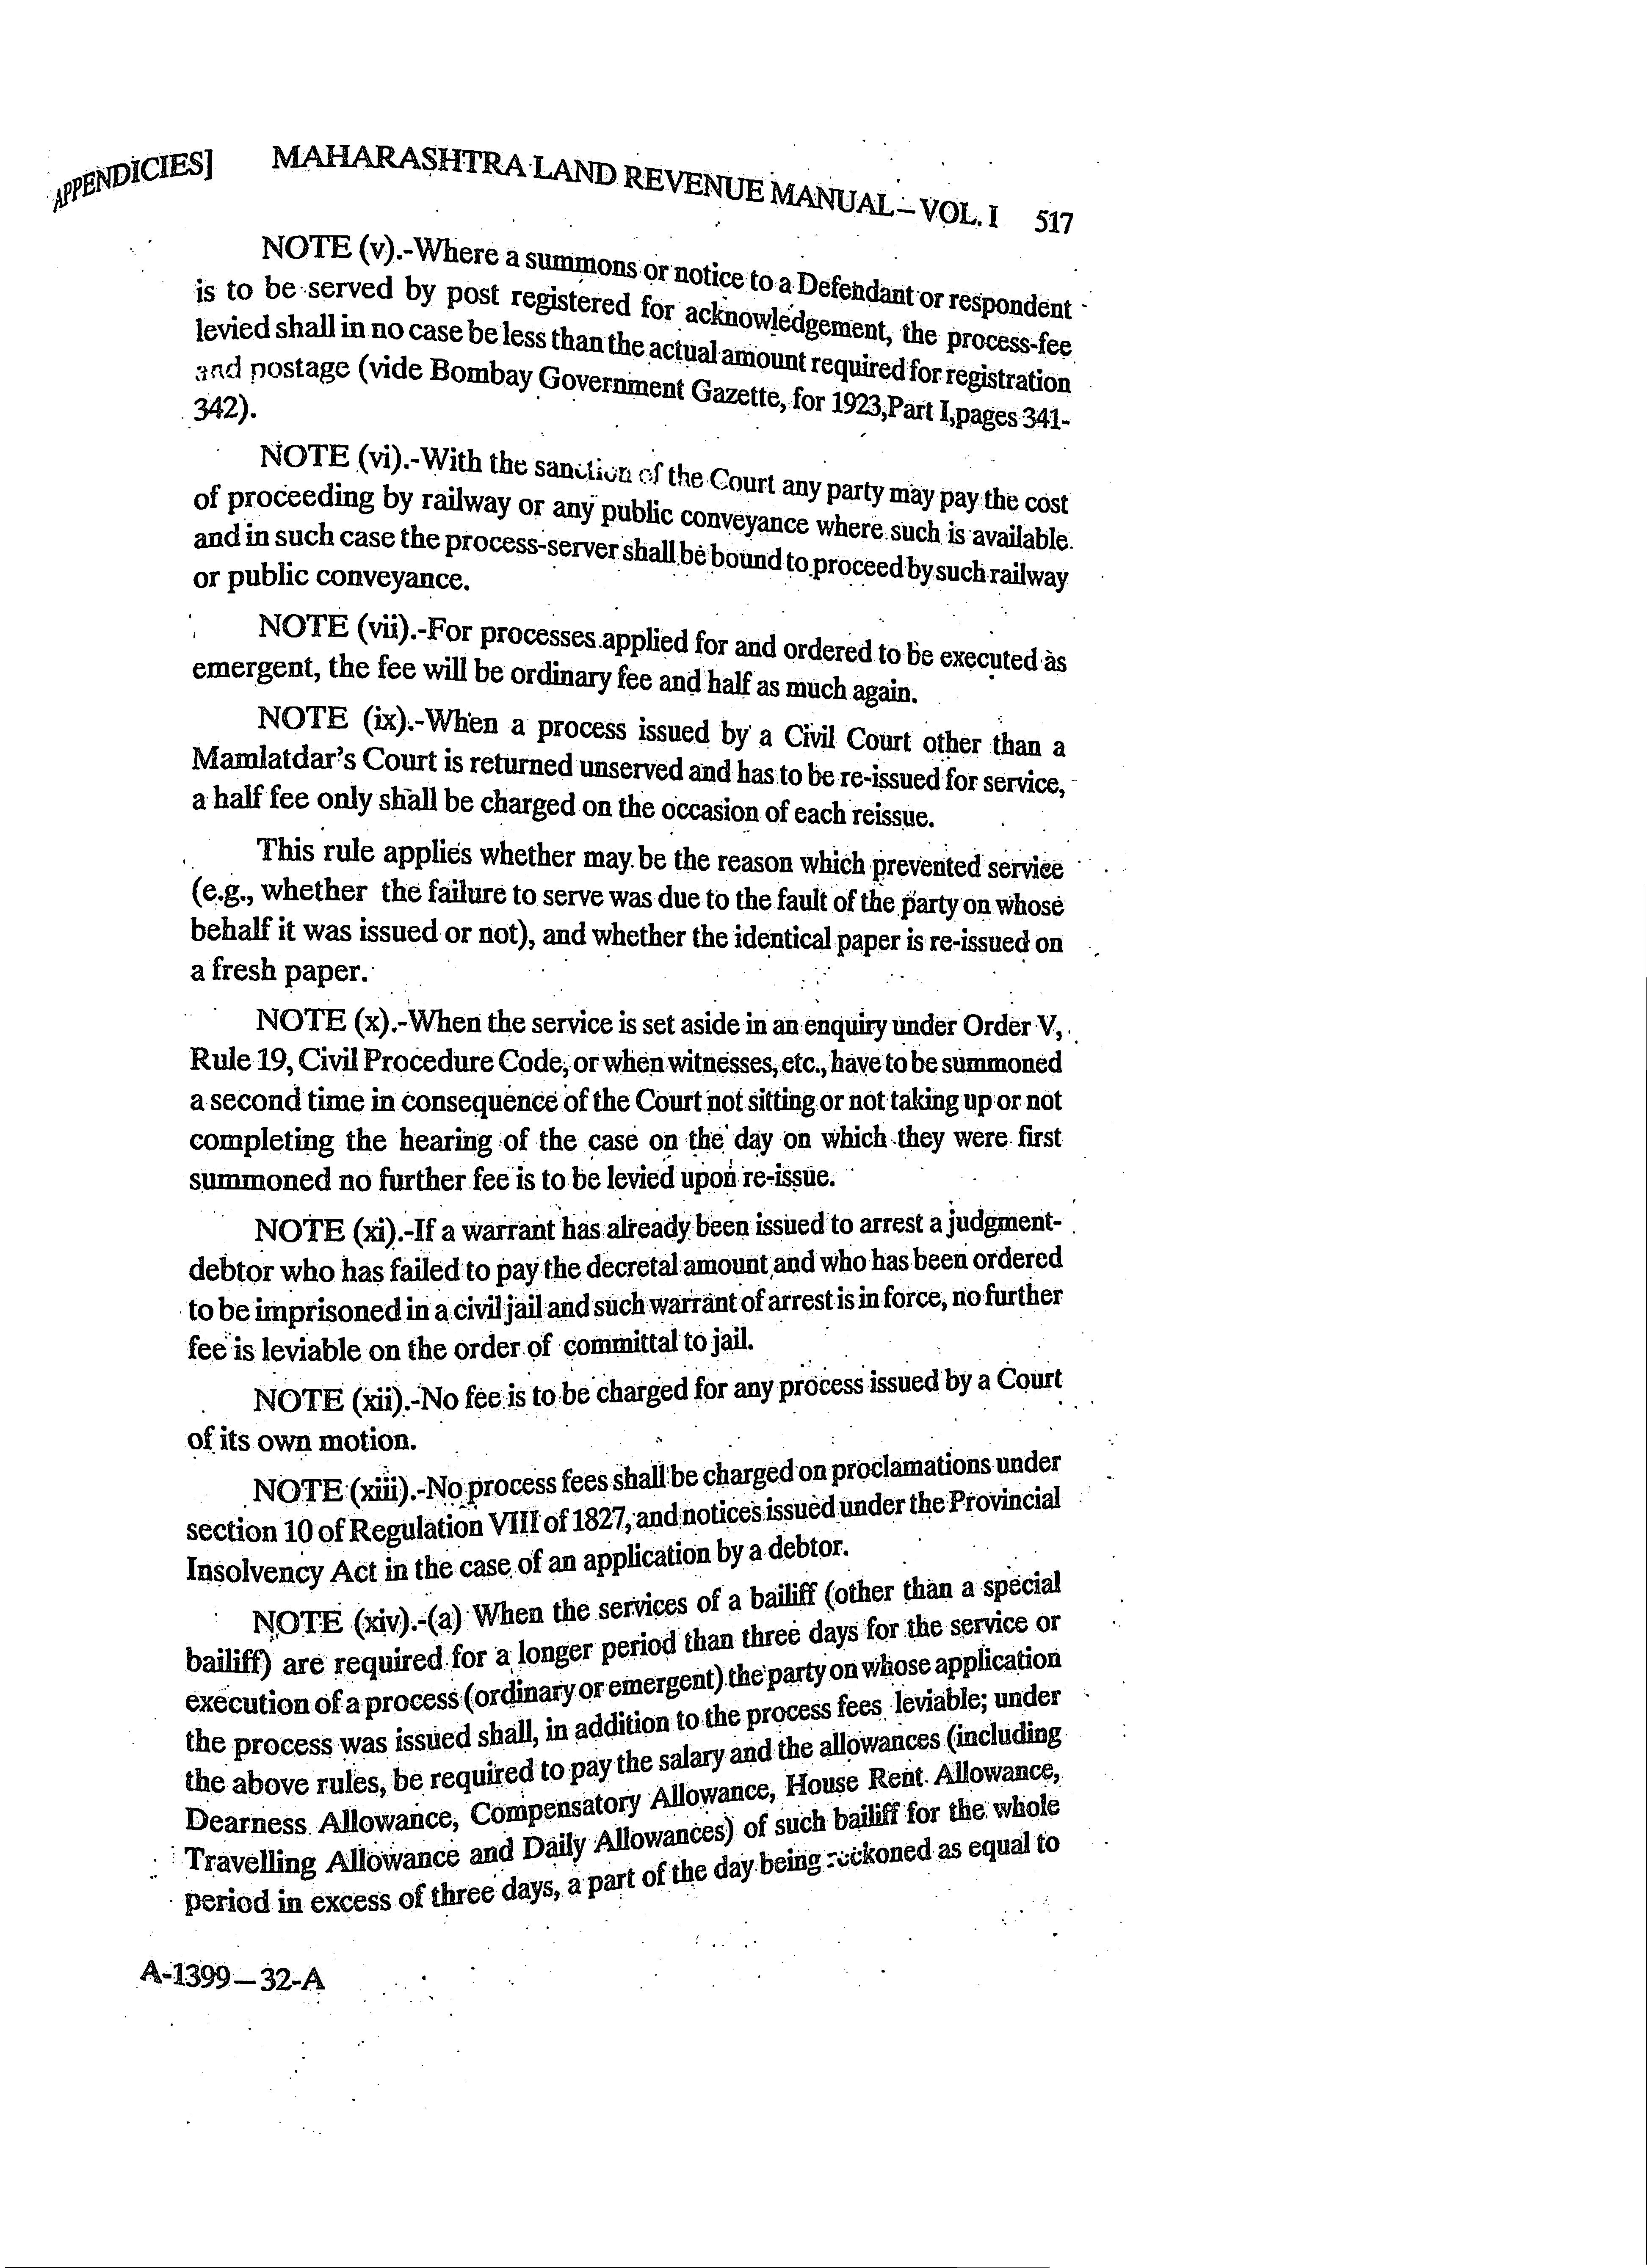 APPENDICIES] MAHARASHTRA LAND REVENUE MANUAL – VOL. I 517
NOTE (v).-Where a summons or notice to a Defendant or respondent
is to be served by post registered for acknowledgement, the process-fee
levied shall in no case be less than the actual amount required for registration
and postage (vide Bombay Government Gazette, for 1923,Part I,pages 341-
342).
NOTE (vi).-With the sanction of the Court any party may pay the cost
of proceeding by railway or any public conveyance where such is available
and in such case the process-server shall be bound to proceed by such railway
or public conveyance.
NOTE (vii).-For processes applied for and ordered to be executed as
emergent, the fee will be ordinary fee and half as much again.
NOTE (ix).-When a process issued by a Civil Court other than a
Mamlatdar's Court is returned unserved and has to be re-issued for service,
a half fee only shall be charged on the occasion of each reissue.
This rule applies whether may be the reason which prevented service
(e.g., whether the failure to serve was due to the fault of the party on whose
behalf it was issued or not), and whether the identical paper is re-issued on
a fresh paper.
NOTE (x).-When the service is set aside in an enquiry under Order V,
Rule 19, Civil Procedure Code, or when witnesses, etc., have to be summoned
a second time in consequence of the Court not sitting or not taking up or not
completing the hearing of the case on the day on which they were first
summoned no further fee is to be levied upon re-issue.
NOTE (xi).-If a warrant has already been issued to arrest a judgment-
debtor who has failed to pay the decretal amount and who has been ordered
to be imprisoned in a civil jail and such warrant of arrest is in force, no further
fee is leviable on the order of committal to jail.
NOTE (xii).-No fee is to be charged for any process issued by a Court
of its own motion.
NOTE (xiii).-No process fees shall be charged on proclamations under
section 10 of Regulation VIII of 1827, and notices issued under the Provincial
Insolvency Act in the case of an application by a debtor.
NOTE (xiv).-(a) When the services of a bailiff (other than a special
bailiff) are required for a longer period than three days for the service or
execution of a process (ordinary or emergent) the party on whose application
the process was issued shall, in addition to the process fees leviable; under
the above rules, be required to pay the salary and the allowances (including
Dearness Allowance, Compensatory Allowance, House Rent Allowance,
Travelling Allowance and Daily Allowances) of such bailiff for the whole
period in excess of three days, a part of the day being reckoned as equal to
A-1399–32-A